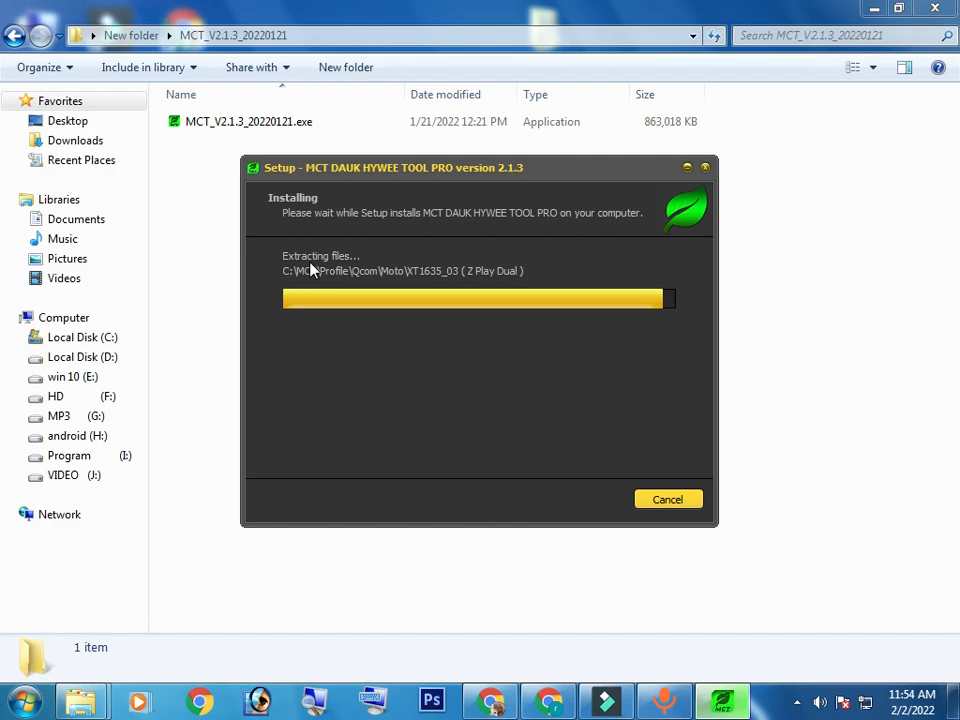 New folder
MCT_V2.1.3_20220121
Search MCT_V2.1.3_20220121
Organize
Include in library
Share with
New folder
Favorites
Desktop
Downloads
Recent Places
Libraries
Documents
Music
Pictures
Videos
Computer
Local Disk (C:)
Local Disk (D:)
win 10 (E:)
HD (F:)
MP3 (G:)
android (H:)
Program (I:)
VIDEO (J:)
Network
Name
Date modified
Type
Size
MCT_V2.1.3_20220121.exe
1/21/2022 12:21 PM
Application
863,018 KB
Setup - MCT DAUK HYWEE TOOL PRO version 2.1.3
Installing
Please wait while Setup installs MCT DAUK HYWEE TOOL PRO on your computer.
Extracting files...
Profile\Qcom\Moto\XT1635_03 ( Z Play Dual )
Cancel
1 item
Ps
MCT
11:54 AM
2/2/2022